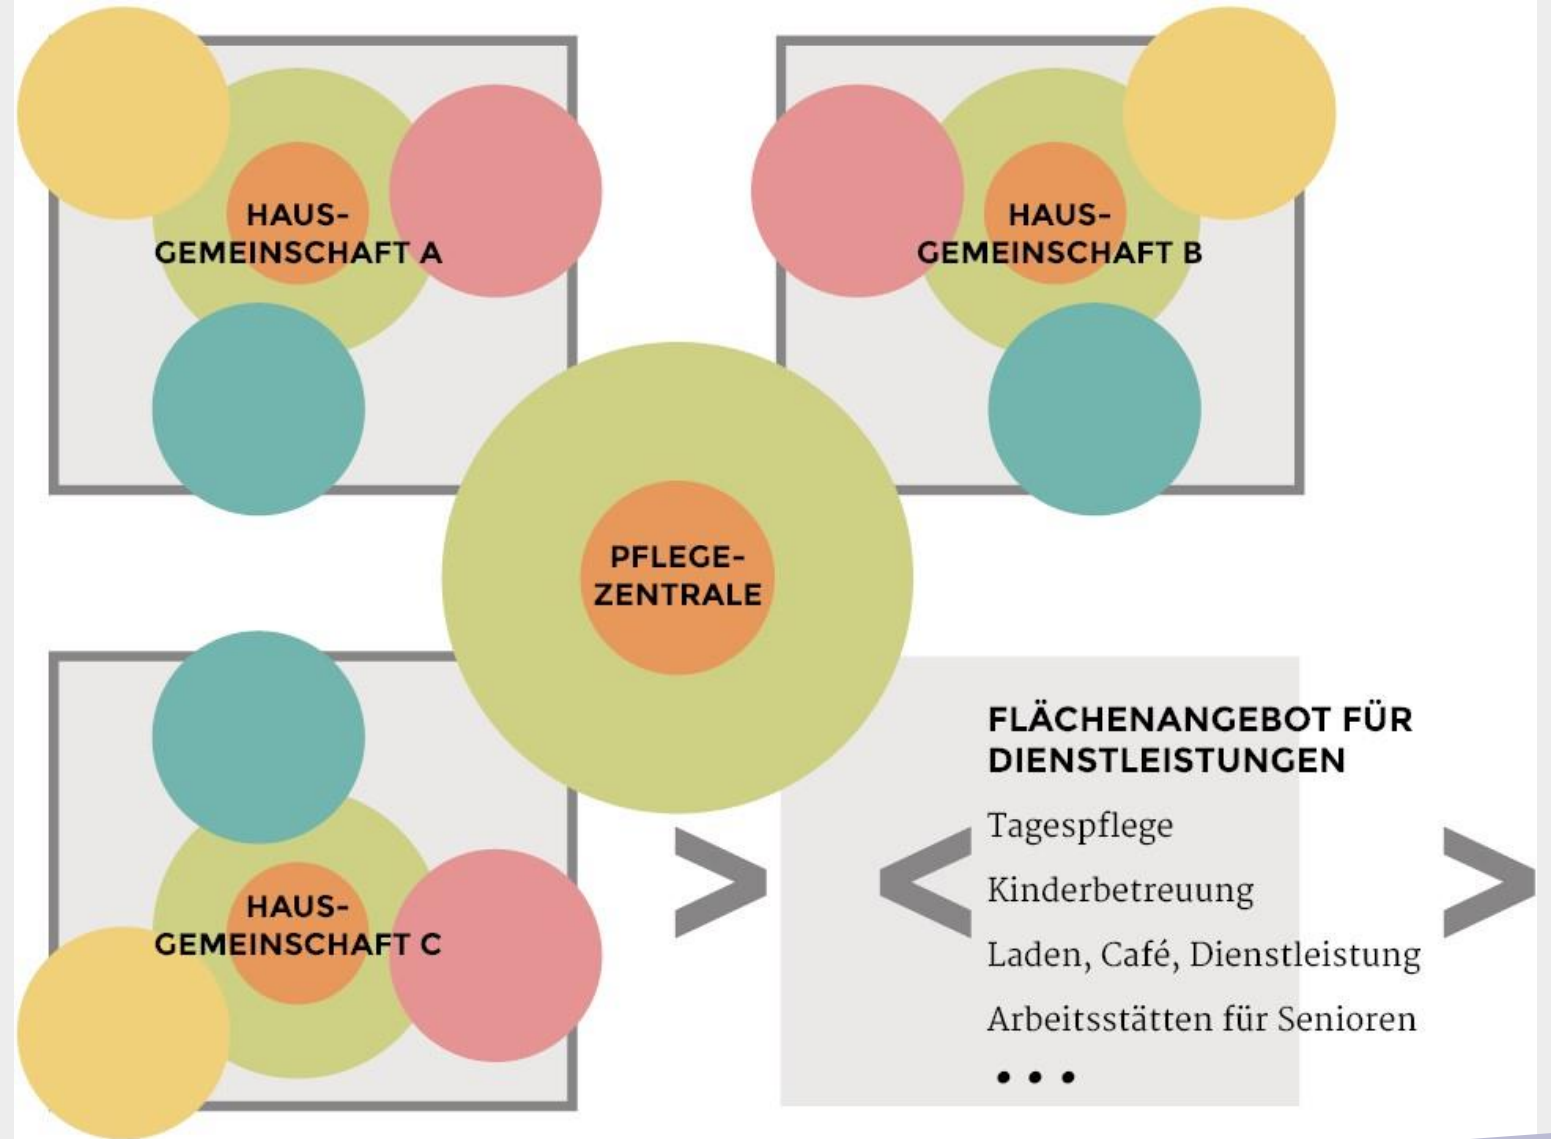 HAUS-
GEMEINSCHAFT A
HAUS-
GEMEINSCHAFT B
PFLEGE-
ZENTRALE
HAUS-
GEMEINSCHAFT C
>
<
>
FLÄCHENANGEBOT FÜR
DIENSTLEISTUNGEN
Tagespflege
Kinderbetreuung
Laden, Café, Dienstleistung
Arbeitsstätten für Senioren
...